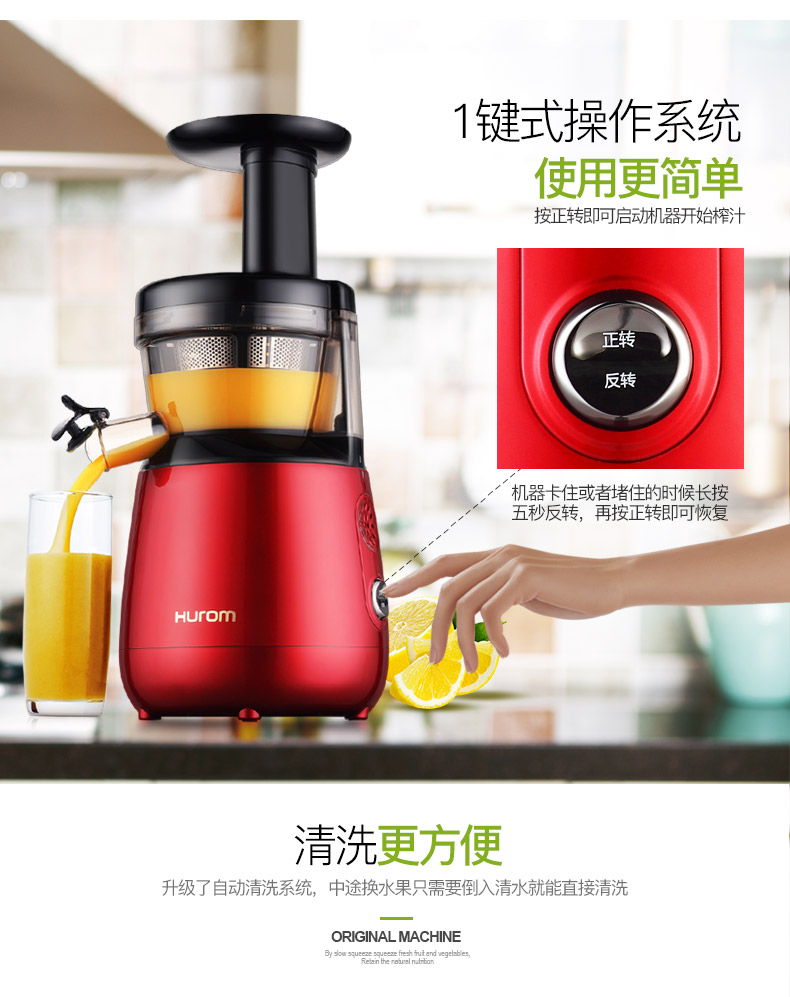 1键式操作系统
使用更简单
按正转即可启动机器开始榨汁
正转
反转
机器卡住或者堵住的时候长按
五秒反转，再按正转即可恢复
Hurom
清洗更方便
升级了自动清洗系统，中途换水果只需要倒入清水就能直接清洗
ORIGINAL MACHINE
By slow squeeze squeeze fresh fruit and vegetables,
Retain the natural nutrition